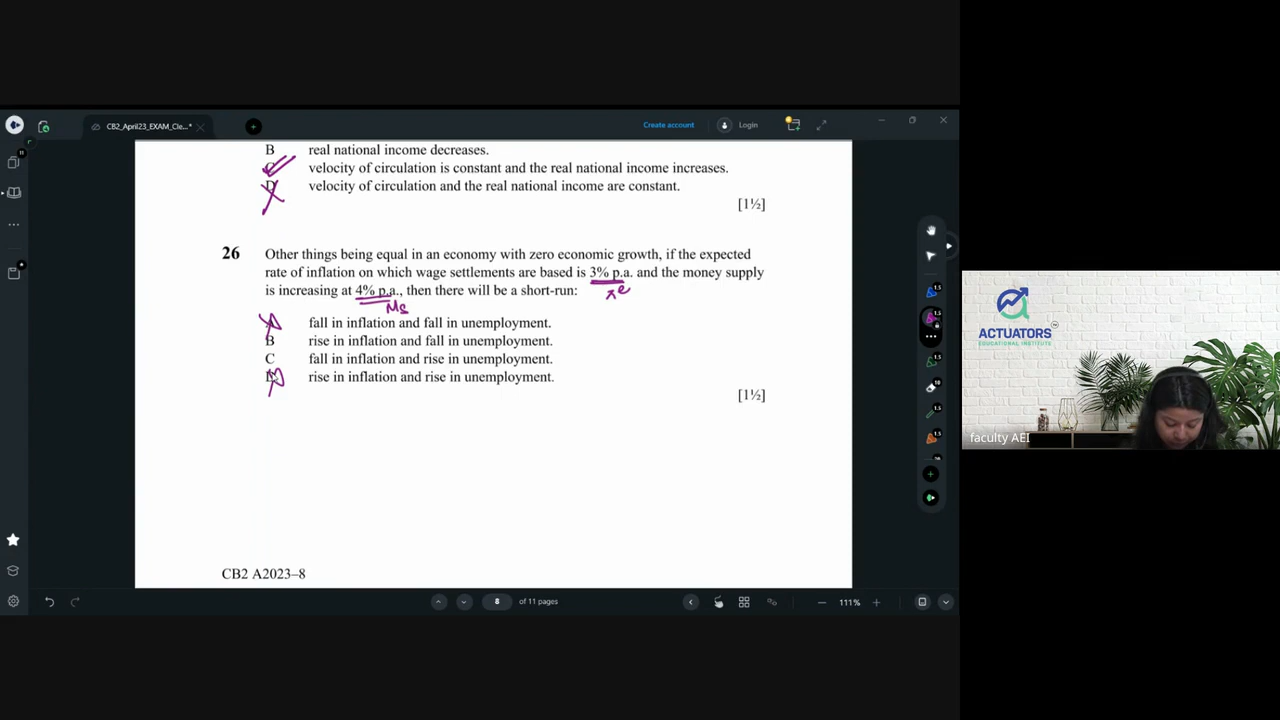 CB2_April23_EXAM_Cle...*
Create account
Login
B real national income decreases.
C velocity of circulation is constant and the real national income increases.
D velocity of circulation and the real national income are constant.
[1½]
26 Other things being equal in an economy with zero economic growth, if the expected
rate of inflation on which wage settlements are based is 3% p.a. and the money supply
is increasing at 4% p.a., then there will be a short-run:
πe
Ms
A fall in inflation and fall in unemployment.
B rise in inflation and fall in unemployment.
C fall in inflation and rise in unemployment.
D rise in inflation and rise in unemployment.
[1½]
CB2 A2023–8
8 of 11 pages
111%
ACTUATORS
EDUCATIONAL INSTITUTE
faculty AEI